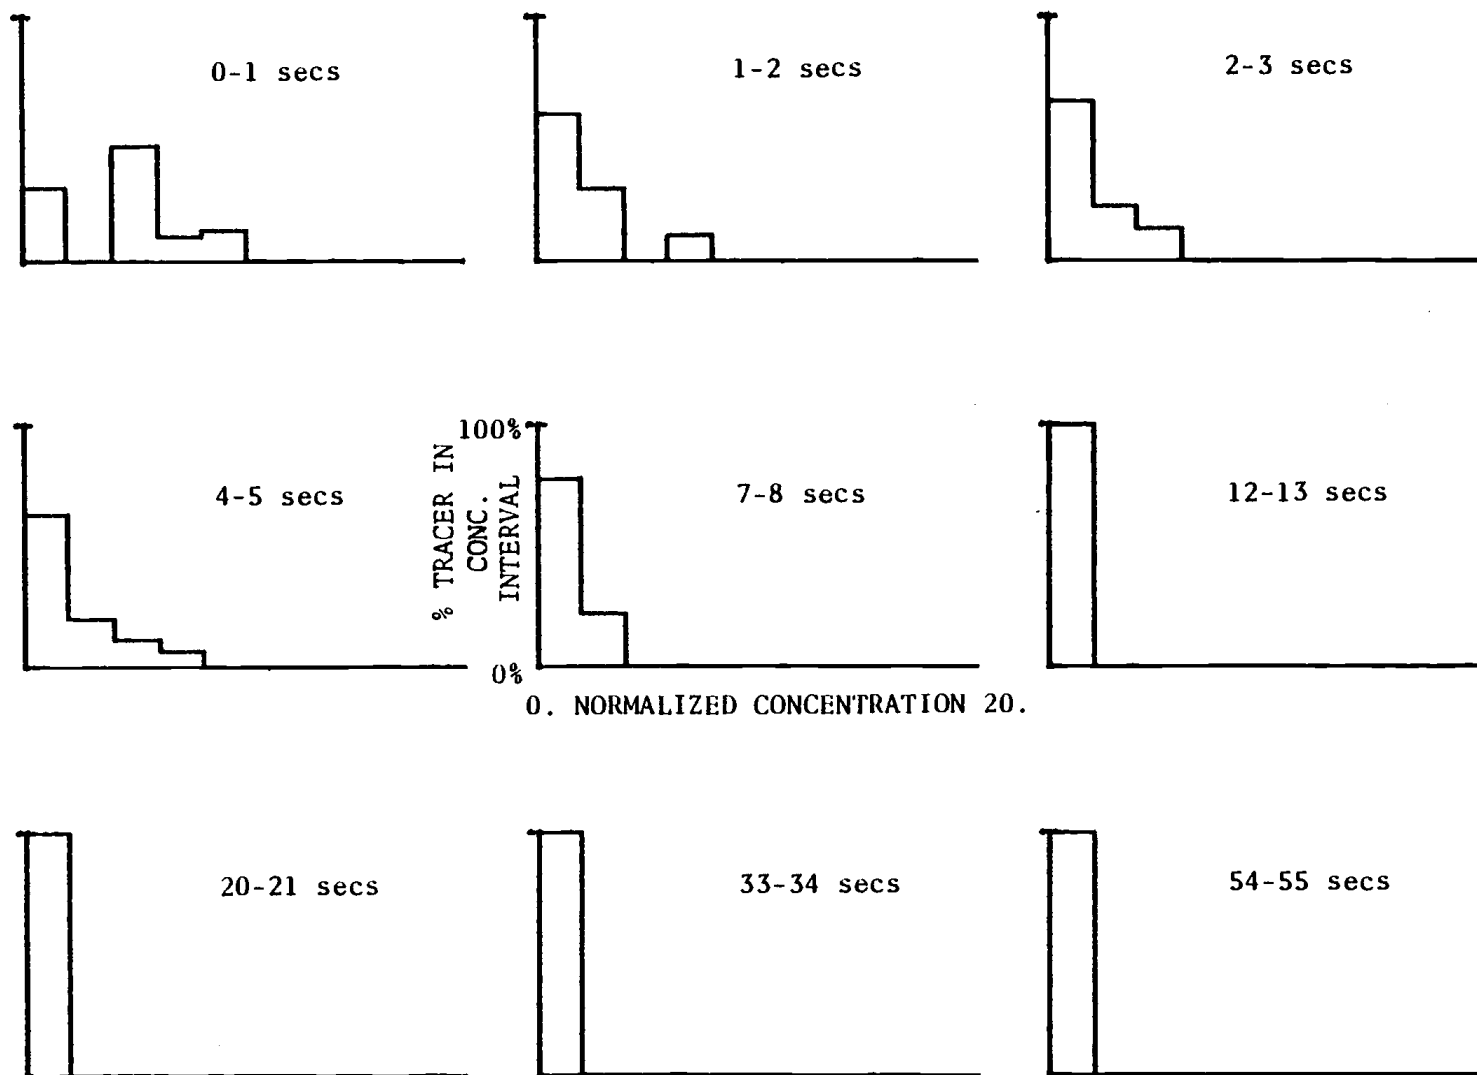 0-1 secs
1-2 secs
2-3 secs
4-5 secs
% TRACER IN
CONC.
INTERVAL
100%
0%
7-8 secs
12-13 secs
0. NORMALIZED CONCENTRATION 20.
20-21 secs
33-34 secs
54-55 secs